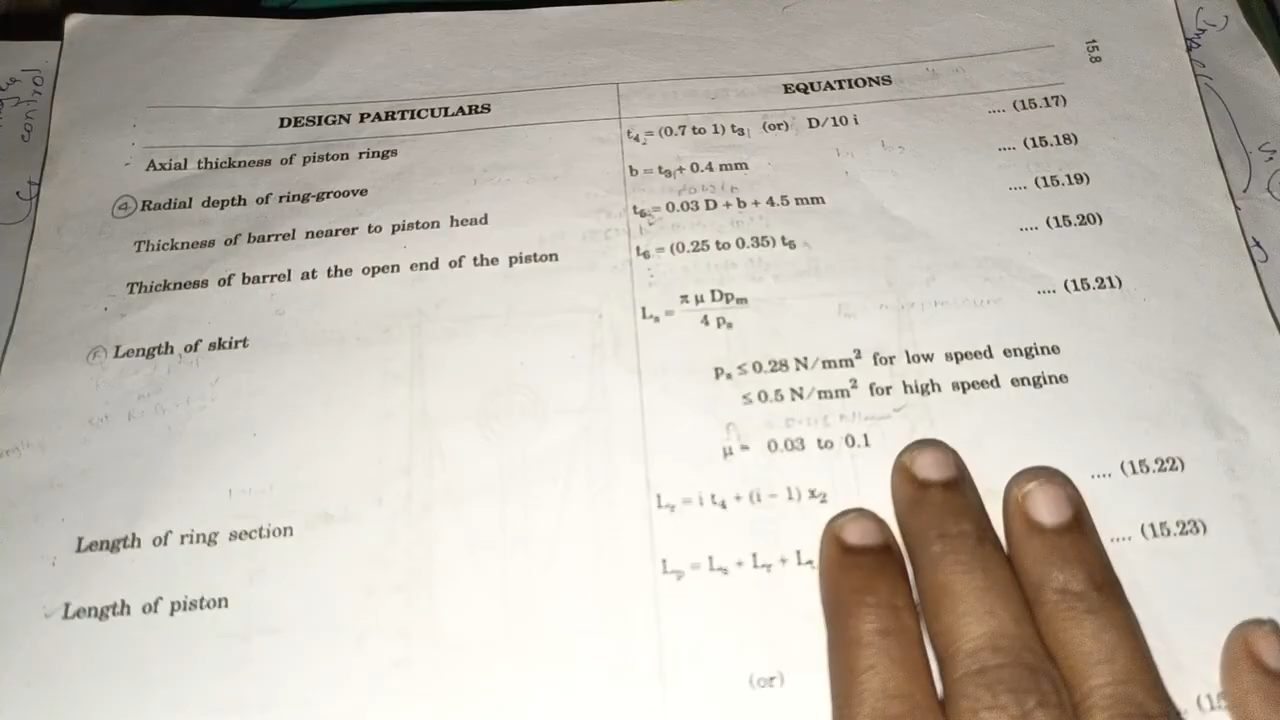 15.8
DESIGN PARTICULARS
EQUATIONS
Axial thickness of piston rings
t₄ = (0.7 to 1) t₃ (or) D/10 i .... (15.17)
④ Radial depth of ring-groove
b = t₃ + 0.4 mm .... (15.18)
Thickness of barrel nearer to piston head
t₅ = 0.03 D + b + 4.5 mm .... (15.19)
Thickness of barrel at the open end of the piston
t₆ = (0.25 to 0.35) t₅ .... (15.20)
Length of skirt
Lₛ = π μ Dpₘ / 4 pₛ .... (15.21)
pₛ ≤ 0.28 N/mm² for low speed engine
≤ 0.5 N/mm² for high speed engine
μ = 0.03 to 0.1
Length of ring section
Lᵣ = i t₄ + (i − 1) x₂ .... (15.22)
Length of piston
Lₚ = Lₛ + Lᵣ + L .... (15.23)
(or)